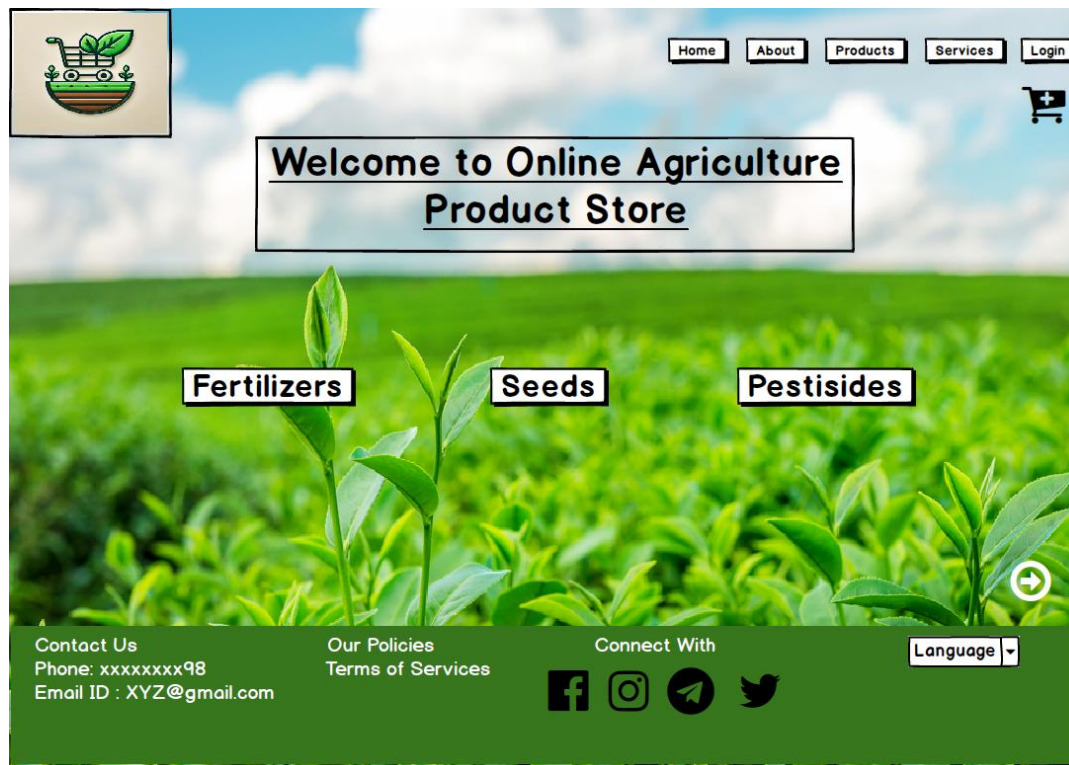 Home
About
Products
Services
Login
Welcome to Online Agriculture
Product Store
Fertilizers
Seeds
Pestisides
Contact Us
Phone: xxxxxxxx98
Email ID : XYZ@gmail.com
Our Policies
Terms of Services
Connect With
Language